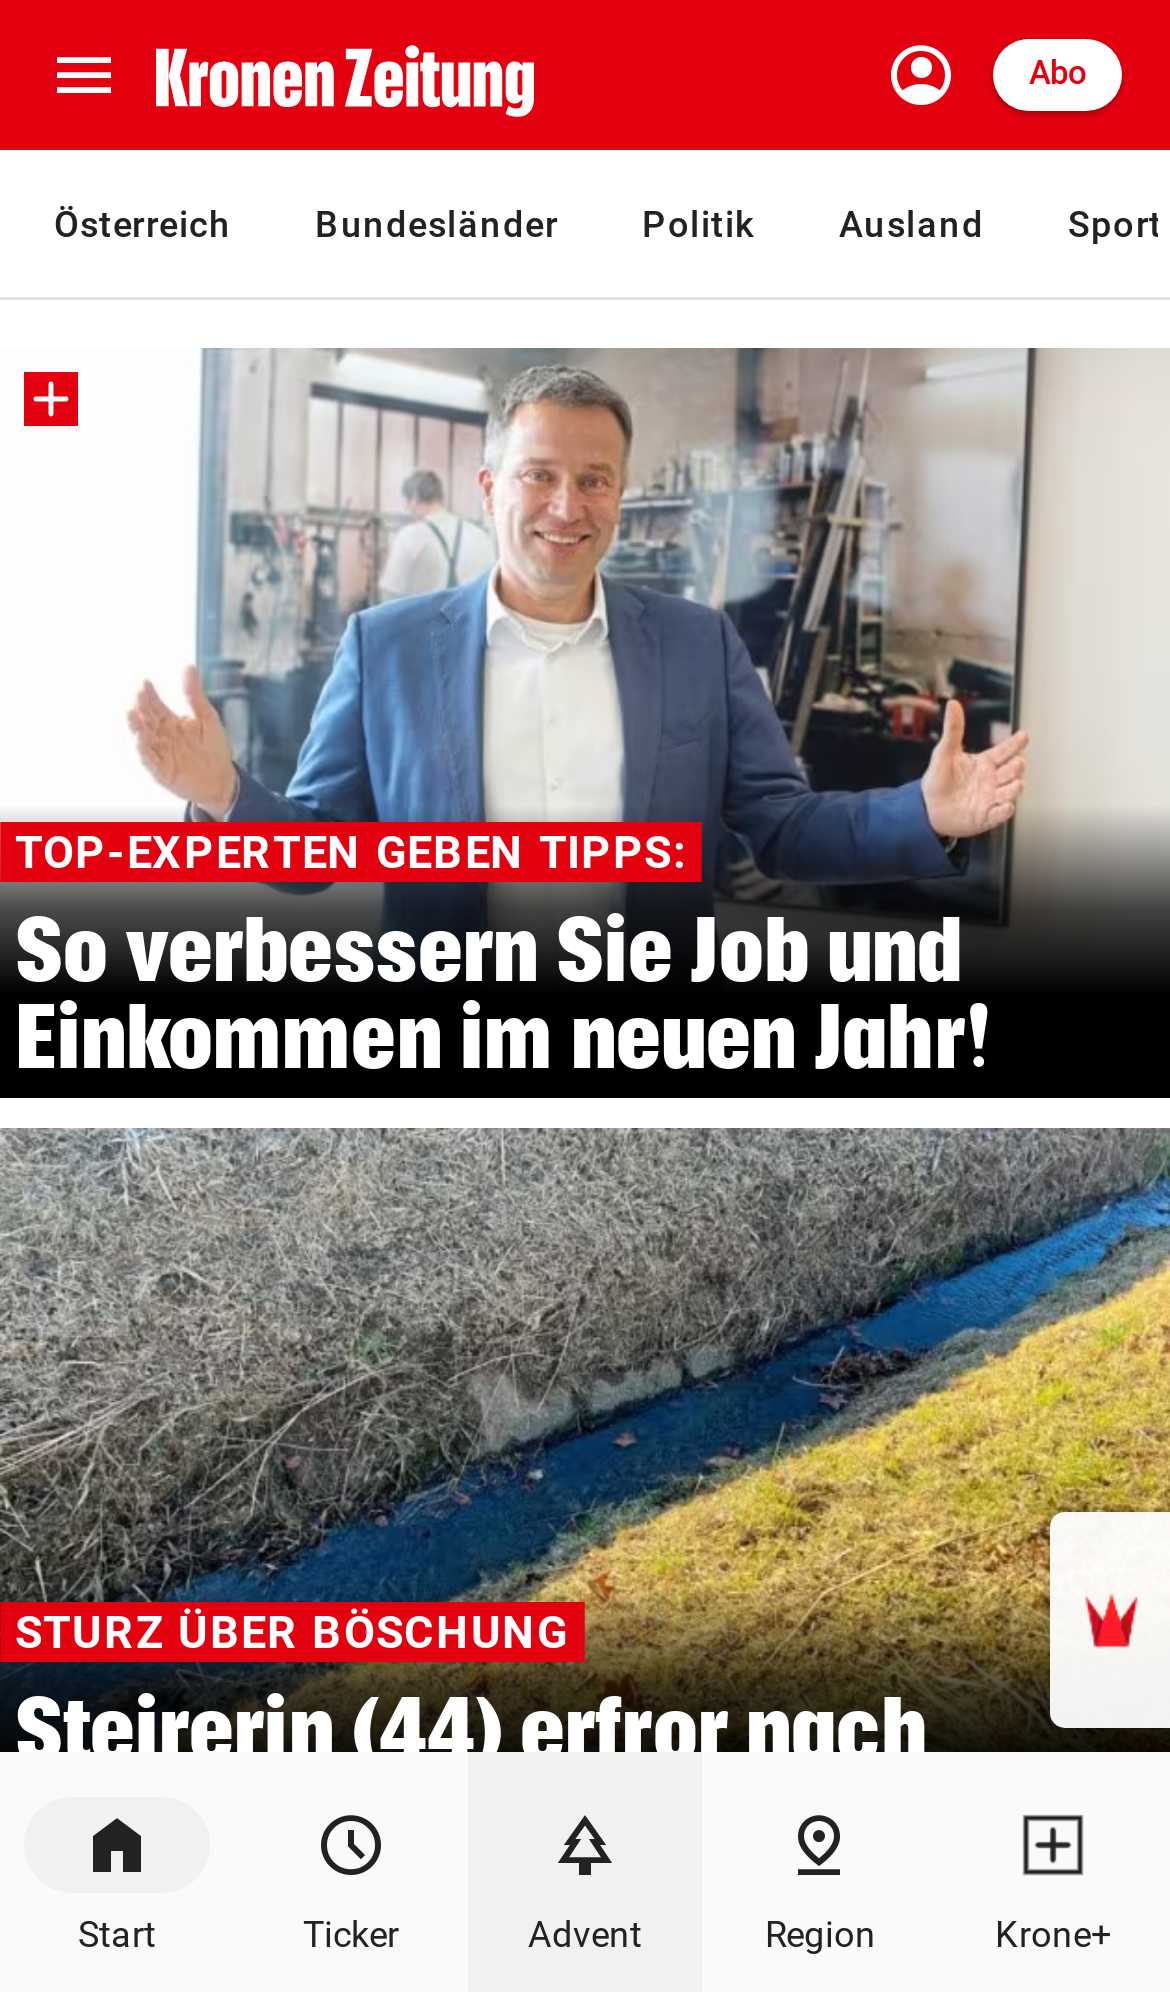 Kronen Zeitung
Abo
Österreich Bundesländer Politik Ausland Sport
TOP-EXPERTEN GEBEN TIPPS:
So verbessern Sie Job und
Einkommen im neuen Jahr!
STURZ ÜBER BÖSCHUNG
Steirerin (44) erfror nach
Start Ticker Advent Region Krone+